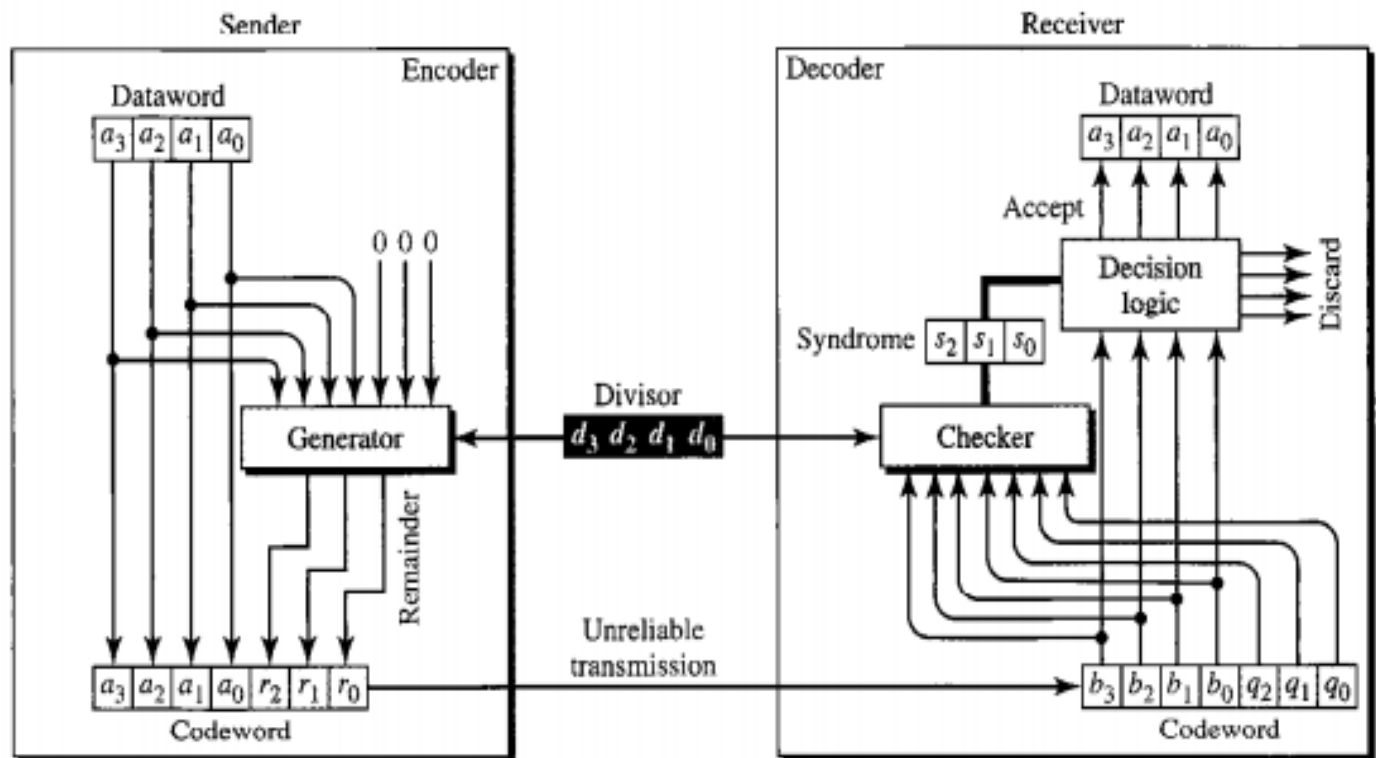 Sender
Encoder
Dataword
a₃ a₂ a₁ a₀
0 0 0
Generator
Remainder
a₃ a₂ a₁ a₀ r₂ r₁ r₀
Codeword
Divisor
d₃ d₂ d₁ d₀
Unreliable
transmission
Receiver
Decoder
Dataword
a₃ a₂ a₁ a₀
Accept
Decision
logic
Discard
Syndrome
s₂ s₁ s₀
Checker
b₃ b₂ b₁ b₀ q₂ q₁ q₀
Codeword